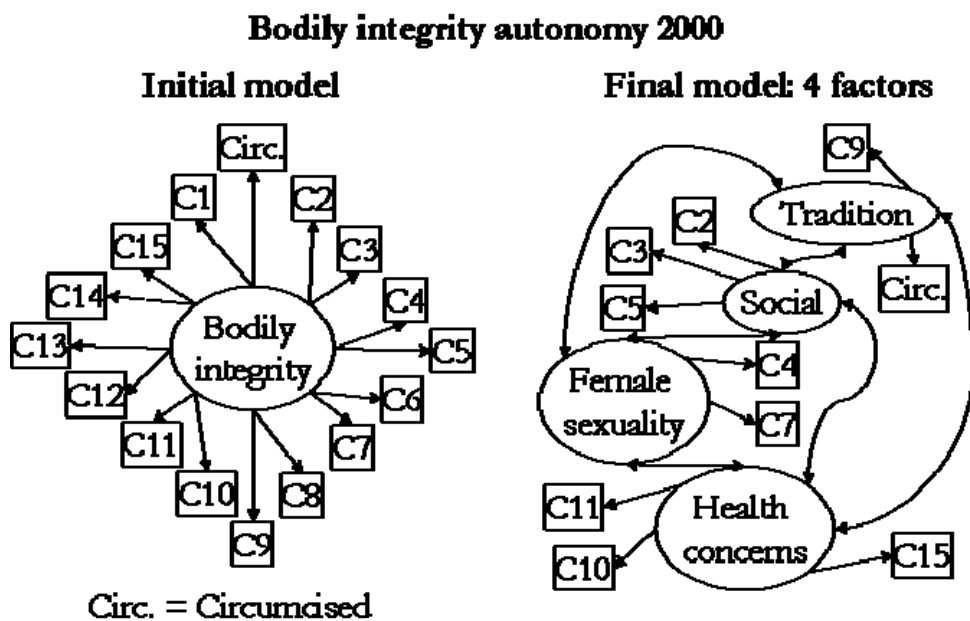 Bodily integrity autonomy 2000
Initial model
Circ.
C1
C2
C15
C3
C14
C4
C13
C5
C12
C6
C11
C7
C10
C8
C9
Bodily
integrity
Circ. = Circumcised
Final model: 4 factors
C9
Tradition
C2
C3
Circ.
Social
C5
C4
Female
sexuality
C7
C11
Health
concerns
C10
C15